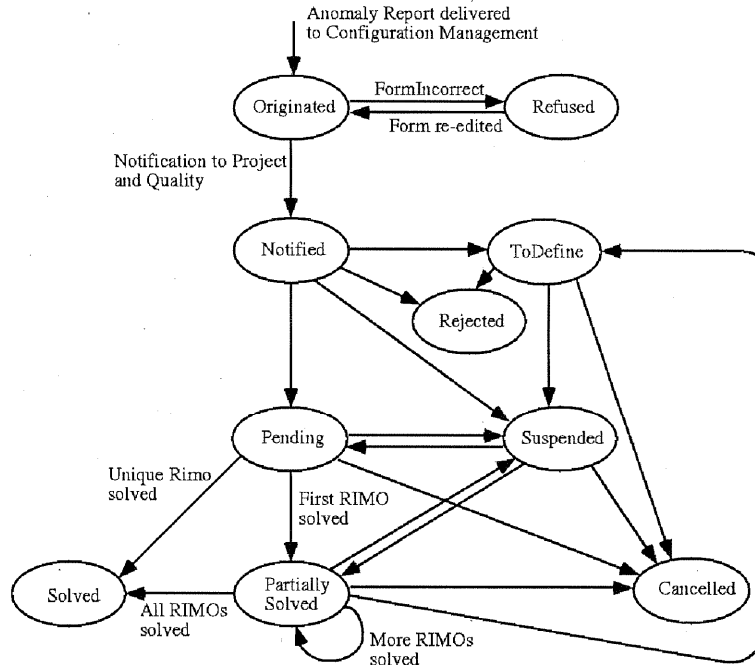 Anomaly Report delivered
to Configuration Management
FormIncorrect
Originated
Refused
Form re-edited
Notification to Project
and Quality
Notified
ToDefine
Rejected
Pending
Suspended
Unique Rimo
solved
First RIMO
solved
Solved
Partially
Solved
Cancelled
All RIMOs
solved
More RIMOs
solved